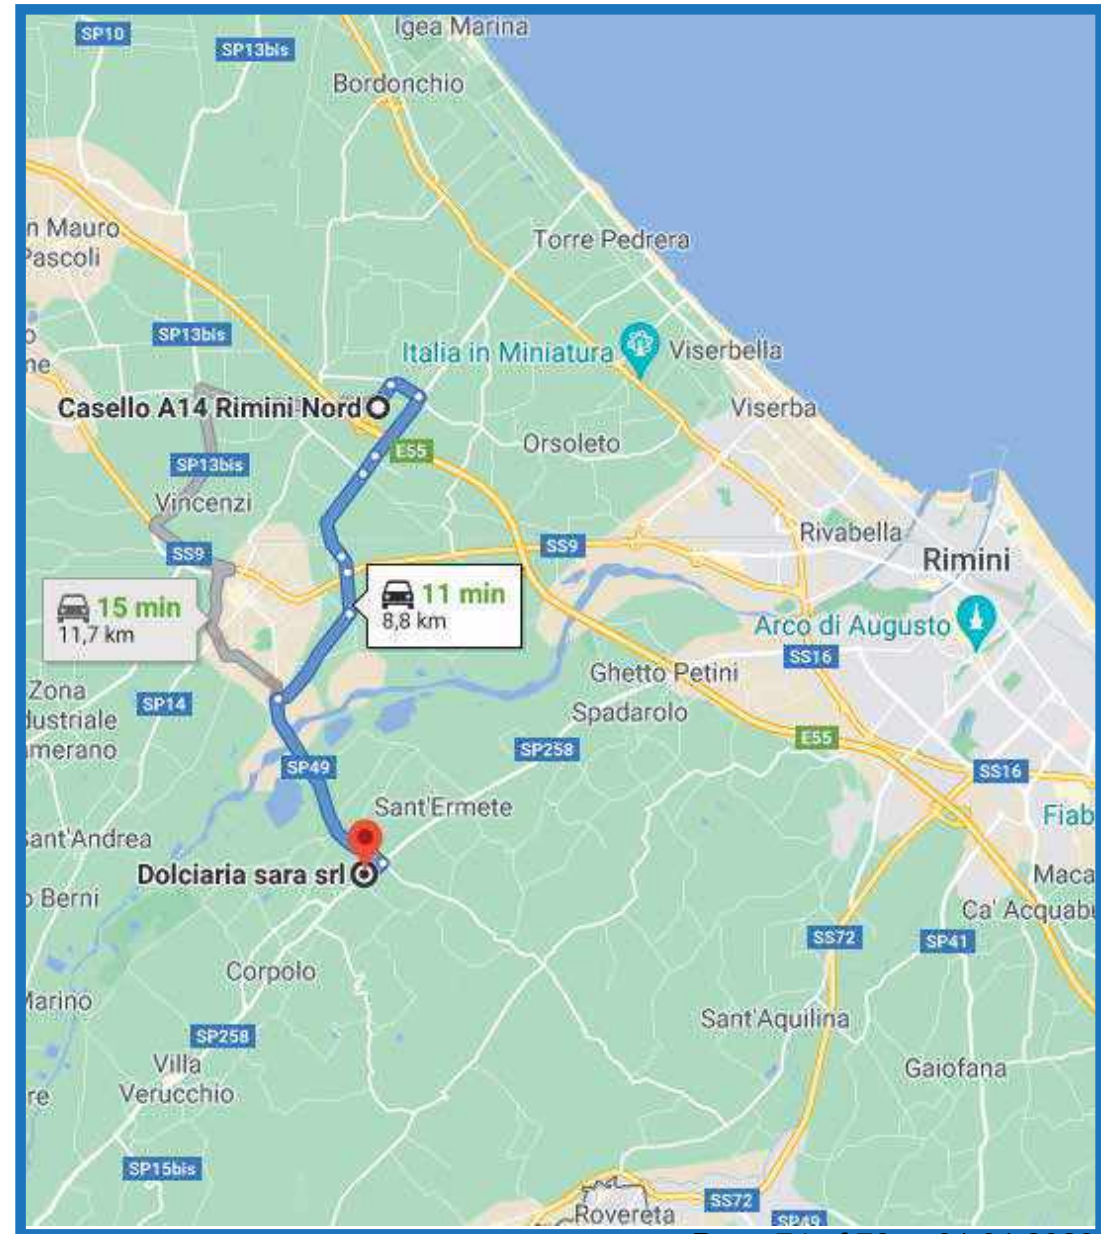 Igea Marina
SP10
SP13bis
Bordonchio
n Mauro
Pascoli
Torre Pedrera
SP13bis
Italia in Miniatura
Viserbella
ne
Casello A14 Rimini Nord
Viserba
E55
Orsoleto
SP13bis
Vincenzi
Rivabella
SS9
SS9
Rimini
15 min
11,7 km
11 min
8,8 km
Arco di Augusto
SS16
Ghetto Petini
Zona
dustriale
merano
SP14
Spadarolo
E55
SP258
SP49
SS16
Sant'Ermete
Fiab
Sant'Andrea
Dolciaria sara srl
Maca
o Berni
Ca' Acquab
SS72
SP41
Corpolo
Marino
Sant'Aquilina
SP258
Villa
Verucchio
Gaiofana
re
SP15bis
SS72
Rovereta
SP49